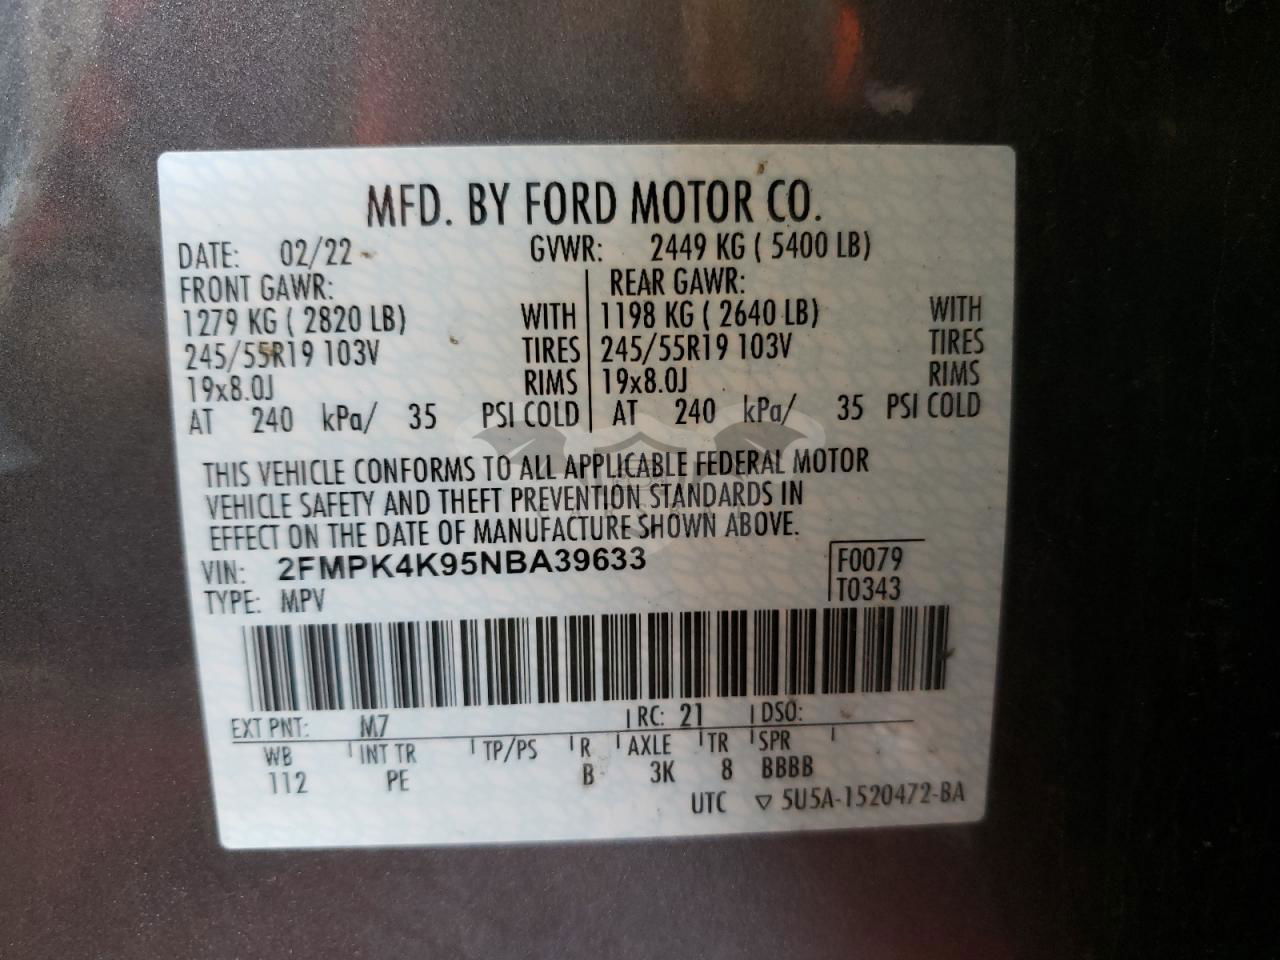 MFD. BY FORD MOTOR CO.
DATE: 02/22 GVWR: 2449 KG ( 5400 LB)
FRONT GAWR: REAR GAWR:
1279 KG ( 2820 LB) WITH 1198 KG ( 2640 LB) WITH
245/55R19 103V TIRES 245/55R19 103V TIRES
19x8.0J RIMS 19x8.0J RIMS
AT 240 kPa/ 35 PSI COLD AT 240 kPa/ 35 PSI COLD
THIS VEHICLE CONFORMS TO ALL APPLICABLE FEDERAL MOTOR
VEHICLE SAFETY AND THEFT PREVENTION STANDARDS IN
EFFECT ON THE DATE OF MANUFACTURE SHOWN ABOVE.
VIN: 2FMPK4K95NBA39633 F0079
TYPE: MPV T0343
EXT PNT: M7 RC: 21 DSO:
WB INT TR TP/PS R AXLE TR SPR
112 PE B 3K 8 BBBB
UTC ▽ 5U5A-1520472-BA